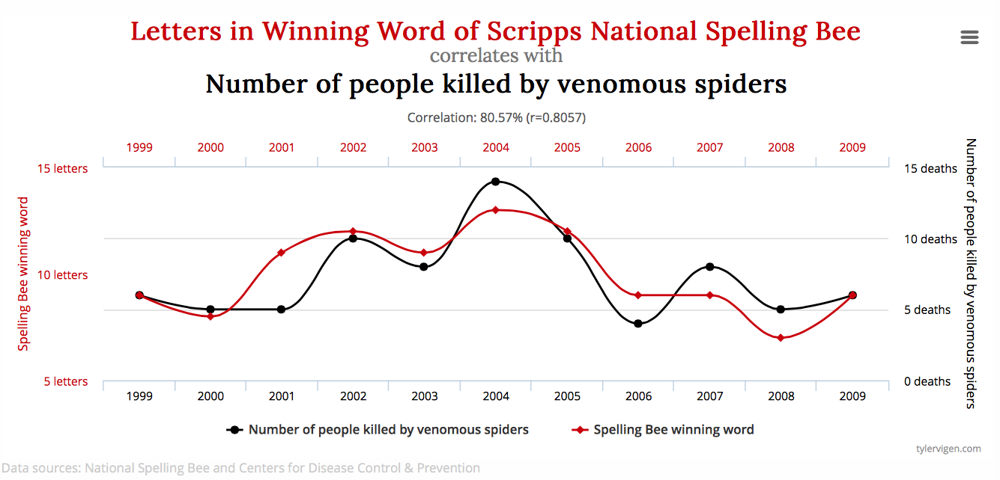 Letters in Winning Word of Scripps National Spelling Bee
correlates with
Number of people killed by venomous spiders
Correlation: 80.57% (r=0.8057)
1999 2000 2001 2002 2003 2004 2005 2006 2007 2008 2009
15 letters
10 letters
5 letters
Spelling Bee winning word
15 deaths
10 deaths
5 deaths
0 deaths
Number of people killed by venomous spiders
1999 2000 2001 2002 2003 2004 2005 2006 2007 2008 2009
Number of people killed by venomous spiders Spelling Bee winning word
tylervigen.com
Data sources: National Spelling Bee and Centers for Disease Control & Prevention